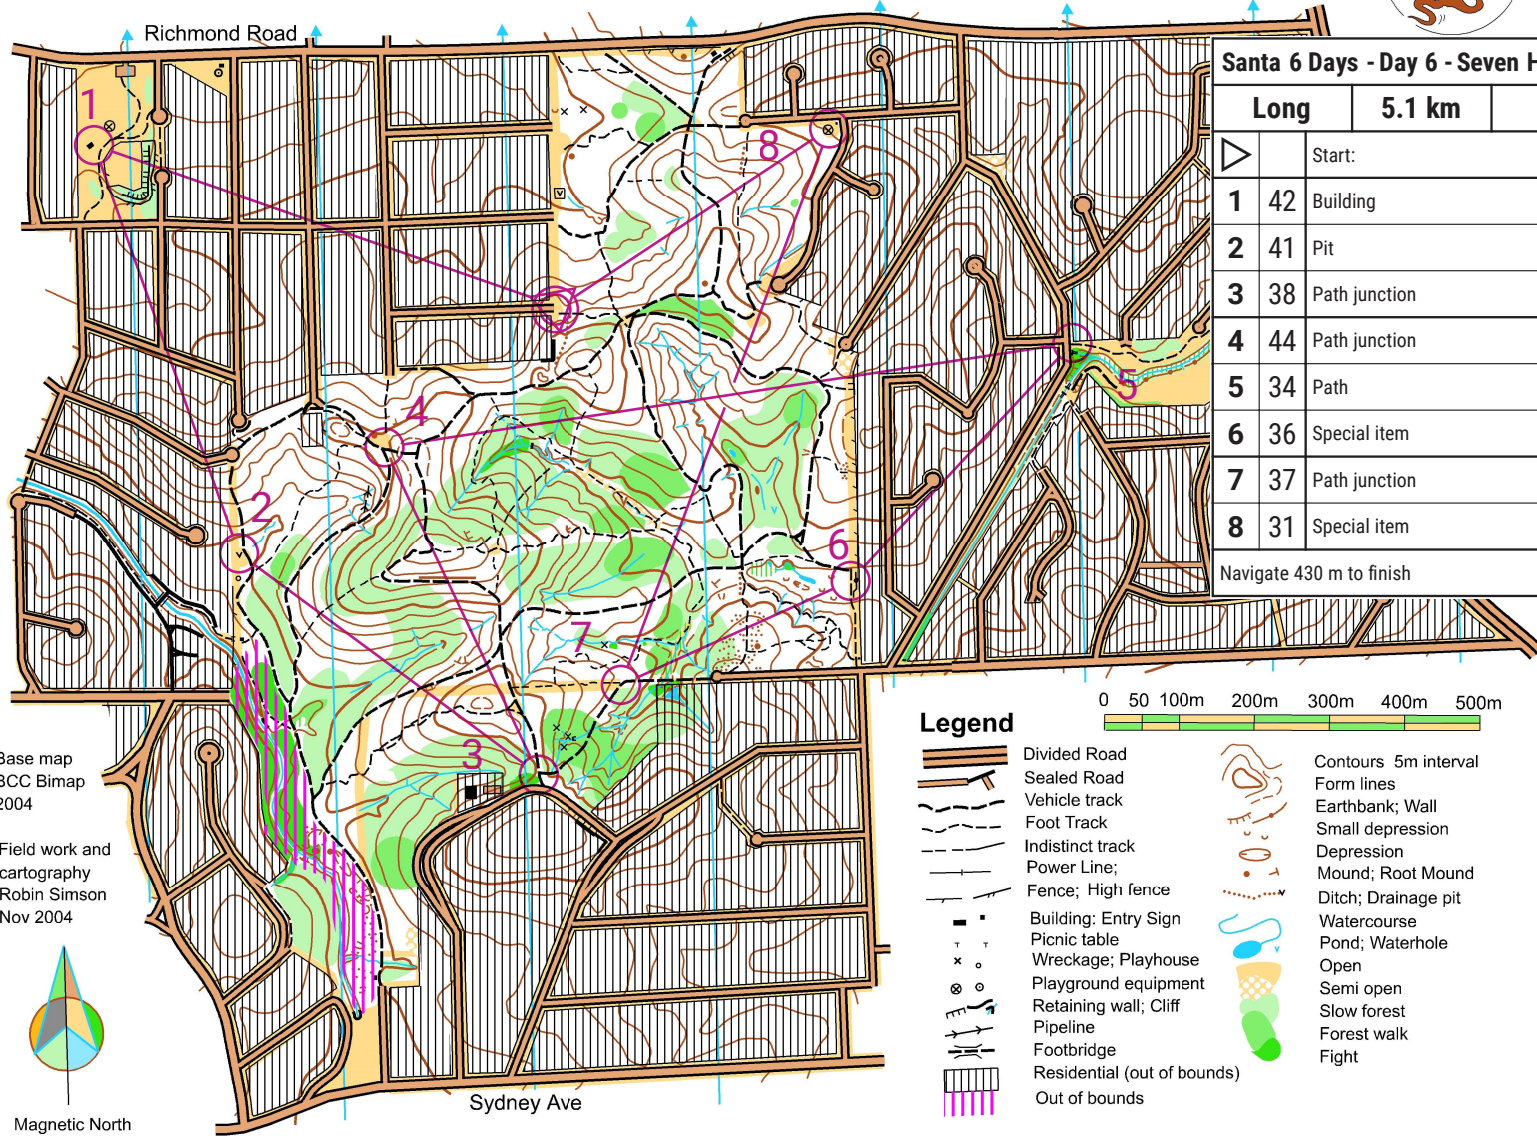 Richmond Road
Santa 6 Days - Day 6 - Seven H
Long 5.1 km
Start:
1 42 Building
2 41 Pit
3 38 Path junction
4 44 Path junction
5 34 Path
6 36 Special item
7 37 Path junction
8 31 Special item
Navigate 430 m to finish
1
8
4
5
2
6
7
3
0 50 100m 200m 300m 400m 500m
Legend
Divided Road
Sealed Road
Vehicle track
Foot Track
Indistinct track
Power Line;
Fence; High fence
Building: Entry Sign
Picnic table
Wreckage; Playhouse
Playground equipment
Retaining wall; Cliff
Pipeline
Footbridge
Residential (out of bounds)
Out of bounds
Contours 5m interval
Form lines
Earthbank; Wall
Small depression
Depression
Mound; Root Mound
Ditch; Drainage pit
Watercourse
Pond; Waterhole
Open
Semi open
Slow forest
Forest walk
Fight
Base map
BCC Bimap
2004
Field work and
cartography
Robin Simson
Nov 2004
Magnetic North
Sydney Ave